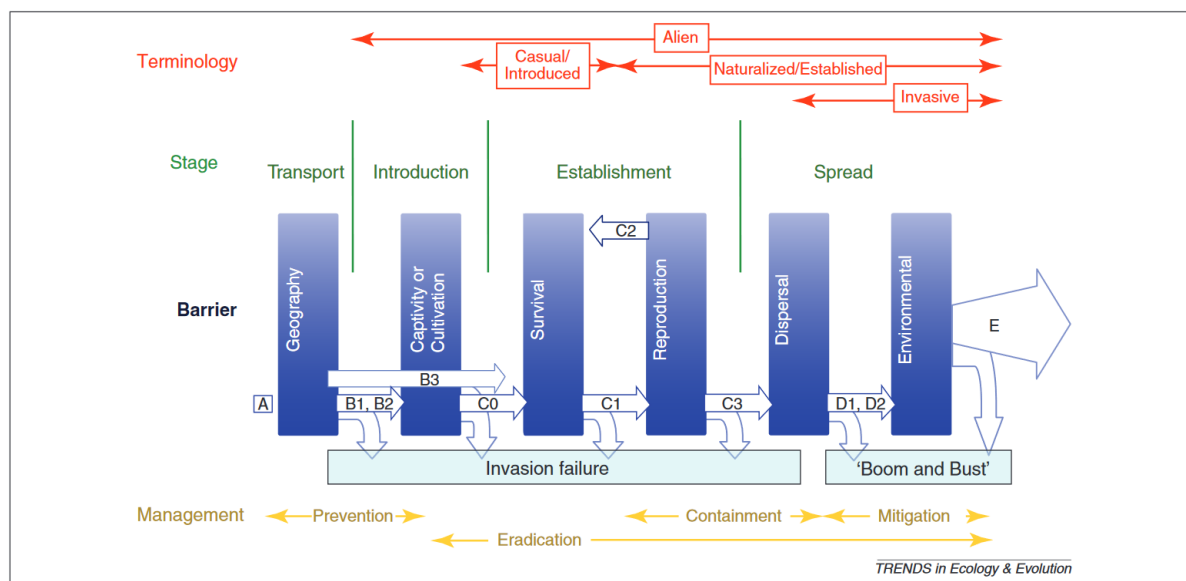 Terminology
Alien
Casual/
Introduced
Naturalized/Established
Invasive
Stage
Transport
Introduction
Establishment
Spread
Barrier
Geography
Captivity or
Cultivation
Survival
Reproduction
Dispersal
Environmental
C2
E
B3
A
B1, B2
C0
C1
C3
D1, D2
Invasion failure
'Boom and Bust'
Management
Prevention
Containment
Mitigation
Eradication
TRENDS in Ecology & Evolution